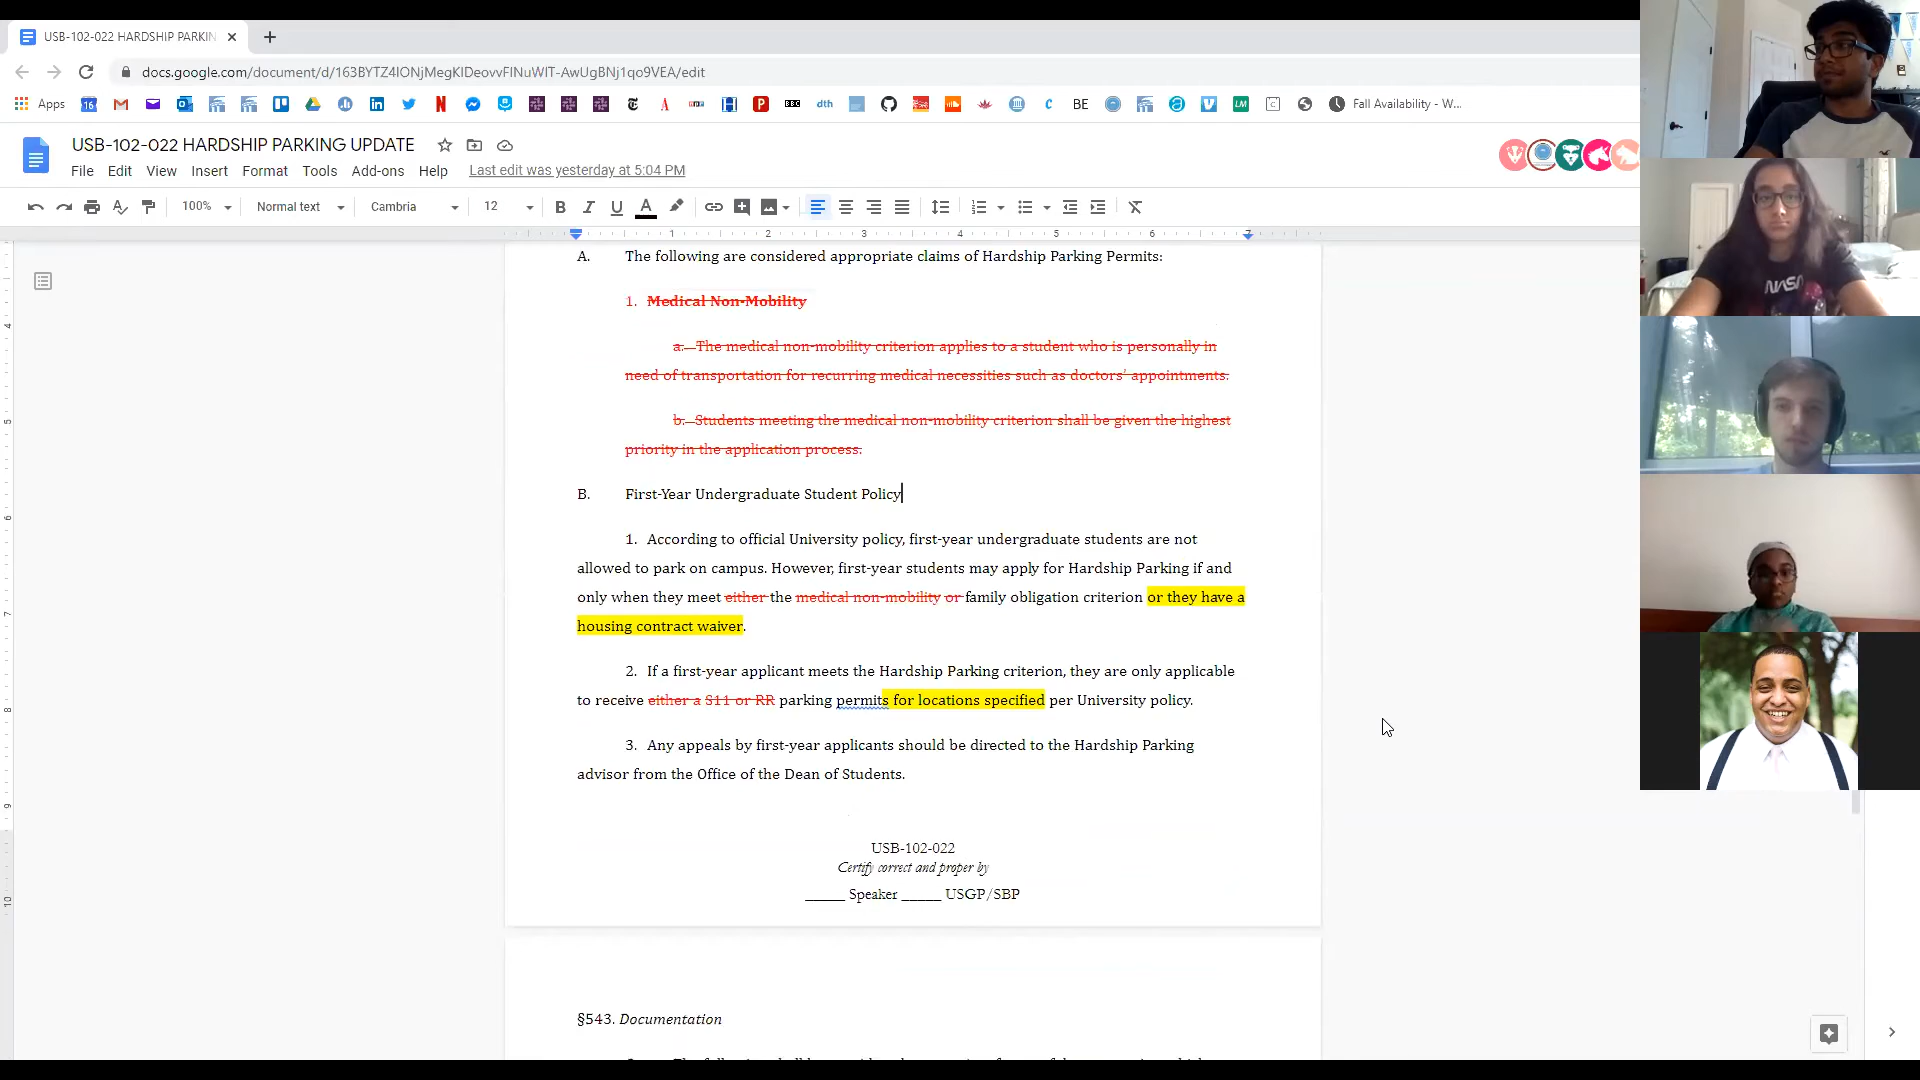 USB-102-022 HARDSHIP PARKIN
docs.google.com/document/d/163BYTZ4IONjMegKIDeovvFINuWIT-AwUgBNj1qo9VEA/edit
Apps
Fall Availability - W...
USB-102-022 HARDSHIP PARKING UPDATE
File Edit View Insert Format Tools Add-ons Help Last edit was yesterday at 5:04 PM
100% Normal text Cambria 12
1 2 3 4 5 6 7
A. The following are considered appropriate claims of Hardship Parking Permits:
1. Medical Non-Mobility
a. The medical non-mobility criterion applies to a student who is personally in
need of transportation for recurring medical necessities such as doctors' appointments.
b. Students meeting the medical non-mobility criterion shall be given the highest
priority in the application process.
B. First-Year Undergraduate Student Policy
1. According to official University policy, first-year undergraduate students are not
allowed to park on campus. However, first-year students may apply for Hardship Parking if and
only when they meet either the medical non-mobility or family obligation criterion or they have a
housing contract waiver.
2. If a first-year applicant meets the Hardship Parking criterion, they are only applicable
to receive either a S11 or RR parking permits for locations specified per University policy.
3. Any appeals by first-year applicants should be directed to the Hardship Parking
advisor from the Office of the Dean of Students.
USB-102-022
Certify correct and proper by
_____ Speaker _____ USGP/SBP
§543. Documentation
NASA